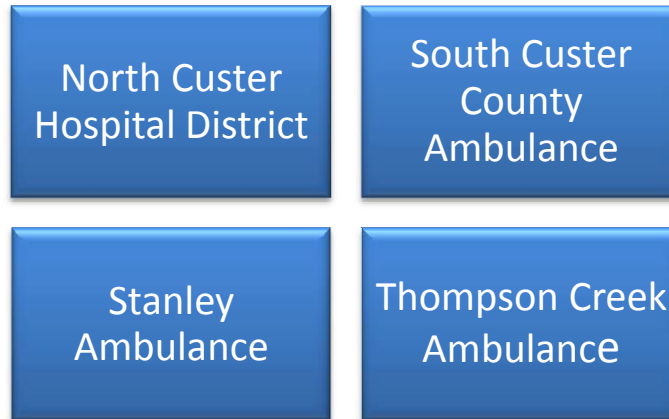 North Custer
Hospital District
South Custer
County
Ambulance
Stanley
Ambulance
Thompson Creek
Ambulance